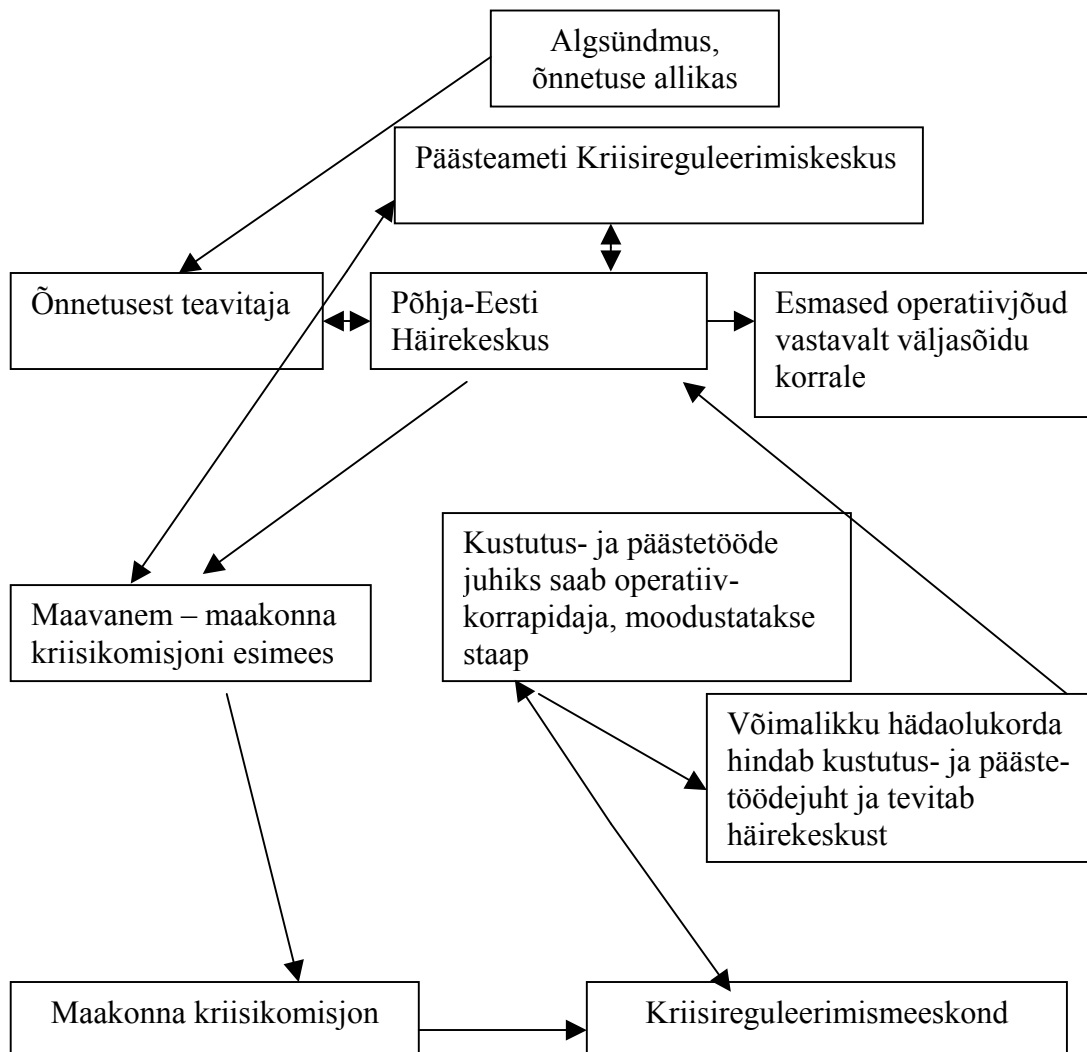 Algsündmus,
õnnetuse allikas
Päästeameti Kriisireguleerimiskeskus
Õnnetusest teavitaja
Põhja-Eesti
Häirekeskus
Esmased operatiivjõud
vastavalt väljasõidu
korrale
Kustutus- ja päästetööde
juhiks saab operatiiv-
korrapidaja, moodustatakse
staap
Maavanem – maakonna
kriisikomisjoni esimees
Võimalikku hädaolukorda
hindab kustutus- ja pääste-
töödejuht ja tevitab
häirekeskust
Maakonna kriisikomisjon
Kriisireguleerimismeeskond